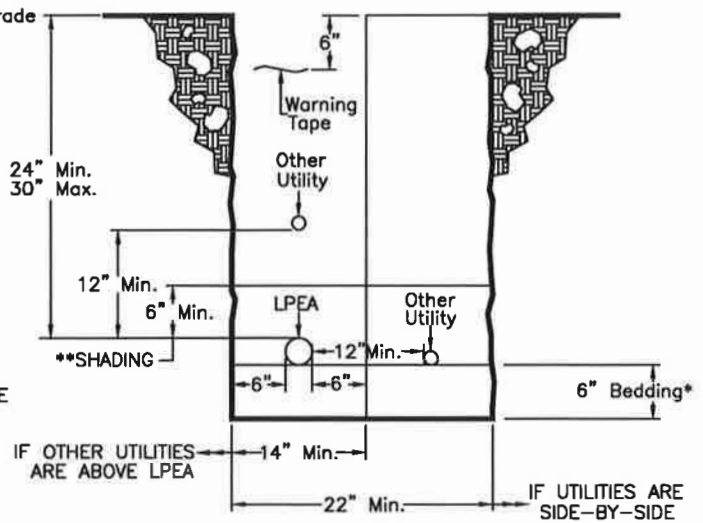 rade
6"
Warning
Tape
24" Min.
30" Max.
Other
Utility
12" Min.
6" Min.
LPEA
Other
Utility
**SHADING
12"Min.
6"
6"
6" Bedding*
E
IF OTHER UTILITIES
ARE ABOVE LPEA
14" Min.
22" Min.
IF UTILITIES ARE
SIDE-BY-SIDE